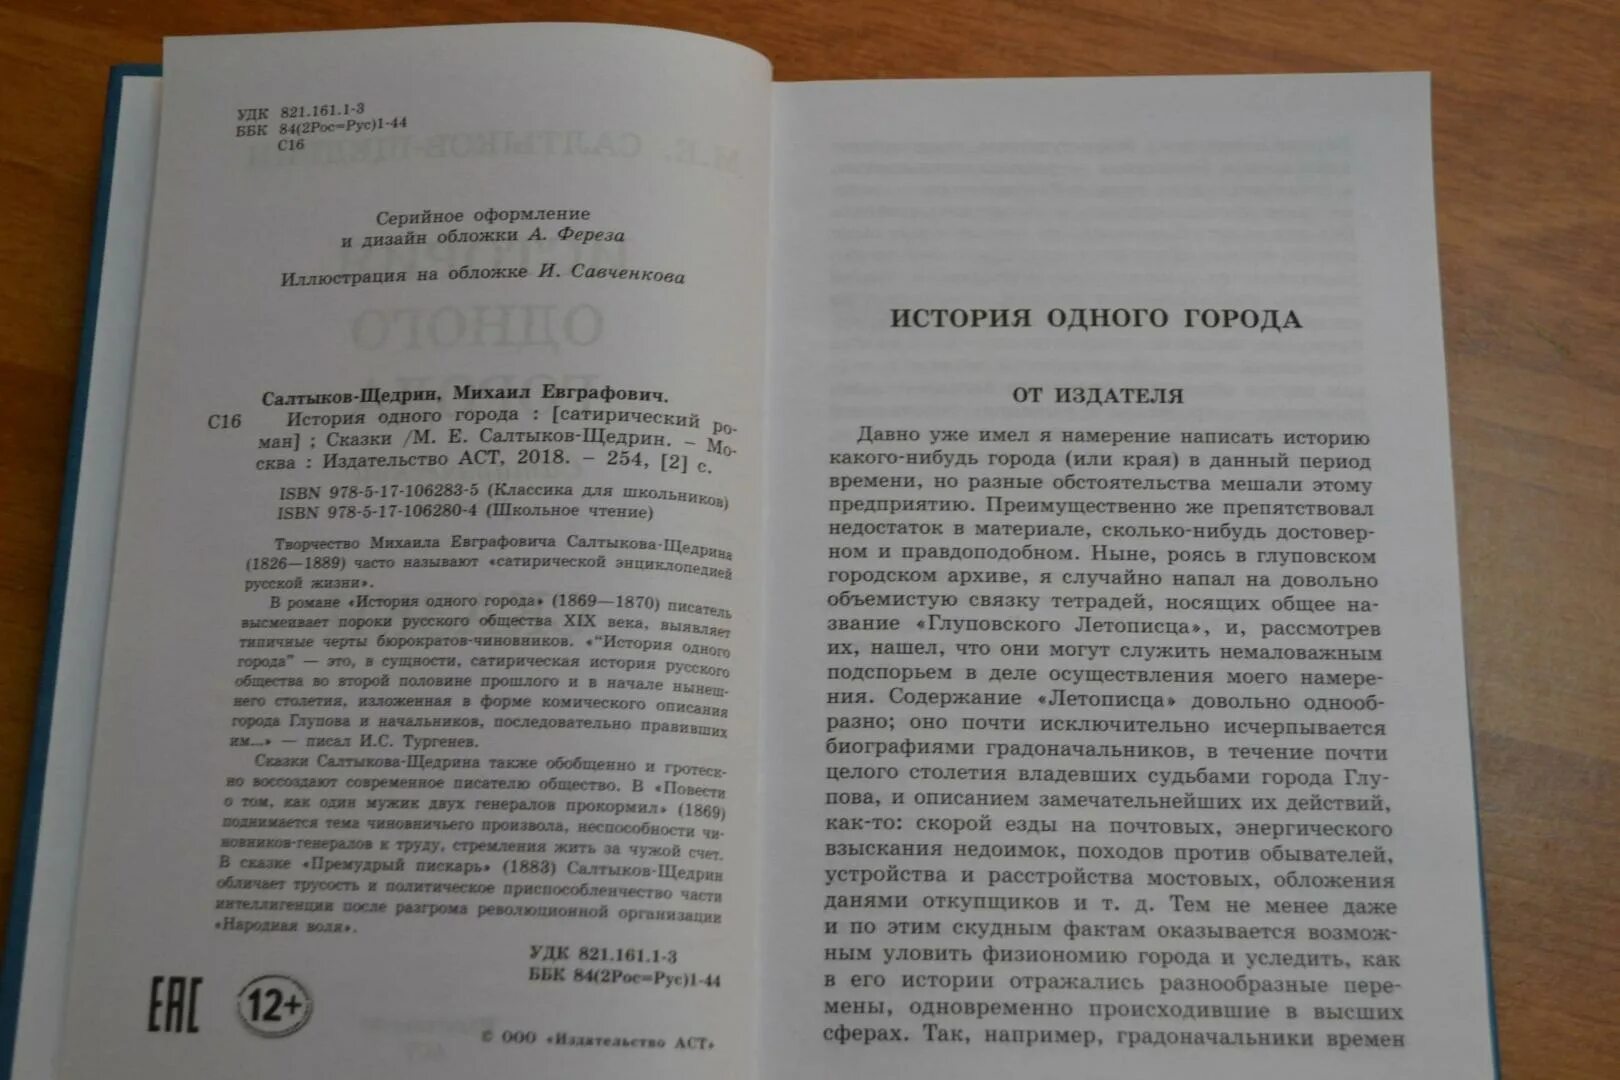 УДК 821.161.1-3
ББК 84(2Рос=Рус)1-44
С16
Серийное оформление
и дизайн обложки А. Фереза
Иллюстрация на обложке И. Савченкова
Салтыков-Щедрин, Михаил Евграфович.
С16 История одного города : [сатирический ро-
ман] ; Сказки /М. Е. Салтыков-Щедрин. – Мо-
сква : Издательство АСТ, 2018. – 254, [2] с.
ISBN 978-5-17-106283-5 (Классика для школьников)
ISBN 978-5-17-106280-4 (Школьное чтение)
Творчество Михаила Евграфовича Салтыкова-Щедрина
(1826—1889) часто называют «сатирической энциклопедией
русской жизни».
В романе «История одного города» (1869—1870) писатель
высмеивает пороки русского общества XIX века, выявляет
типичные черты бюрократов-чиновников. «"История одного
города" — это, в сущности, сатирическая история русского
общества во второй половине прошлого и в начале нынеш-
него столетия, изложенная в форме комического описания
города Глупова и начальников, последовательно правивших
им...» — писал И.С. Тургенев.
Сказки Салтыкова-Щедрина также обобщенно и гротеск-
но воссоздают современное писателю общество. В «Повести
о том, как один мужик двух генералов прокормил» (1869)
поднимается тема чиновничьего произвола, неспособности чи-
новников-генералов к труду, стремления жить за чужой счет.
В сказке «Премудрый пискарь» (1883) Салтыков-Щедрин
обличает трусость и политическое приспособленчество части
интеллигенции после разгрома революционной организации
«Народная воля».
УДК 821.161.1-3
ББК 84(2Рос=Рус)1-44
ЕАС 12+
© ООО «Издательство АСТ»
ИСТОРИЯ ОДНОГО ГОРОДА
ОТ ИЗДАТЕЛЯ
Давно уже имел я намерение написать историю
какого-нибудь города (или края) в данный период
времени, но разные обстоятельства мешали этому
предприятию. Преимущественно же препятствовал
недостаток в материале, сколько-нибудь достовер-
ном и правдоподобном. Ныне, роясь в глуповском
городском архиве, я случайно напал на довольно
объемистую связку тетрадей, носящих общее на-
звание «Глуповского Летописца», и, рассмотрев
их, нашел, что они могут служить немаловажным
подспорьем в деле осуществления моего намере-
ния. Содержание «Летописца» довольно однооб-
разно; оно почти исключительно исчерпывается
биографиями градоначальников, в течение почти
целого столетия владевших судьбами города Глу-
пова, и описанием замечательнейших их действий,
как-то: скорой езды на почтовых, энергического
взыскания недоимок, походов против обывателей,
устройства и расстройства мостовых, обложения
данями откупщиков и т. д. Тем не менее даже
и по этим скудным фактам оказывается возмож-
ным уловить физиономию города и уследить, как
в его истории отражались разнообразные пере-
мены, одновременно происходившие в высших
сферах. Так, например, градоначальники времен